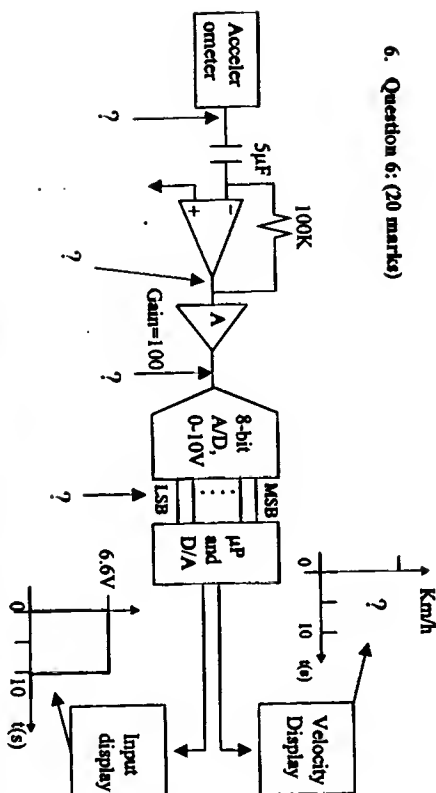 6. Question 6: (20 marks)
Acceler
ometer
?
5µF
100K
−
+
?
A
Gain=100
?
8-bit
A/D,
0-10V
MSB
LSB
?
µP
and
D/A
Km/h
?
0
10
t(s)
Velocity
Display
6.6V
0
10
t(s)
Input
display